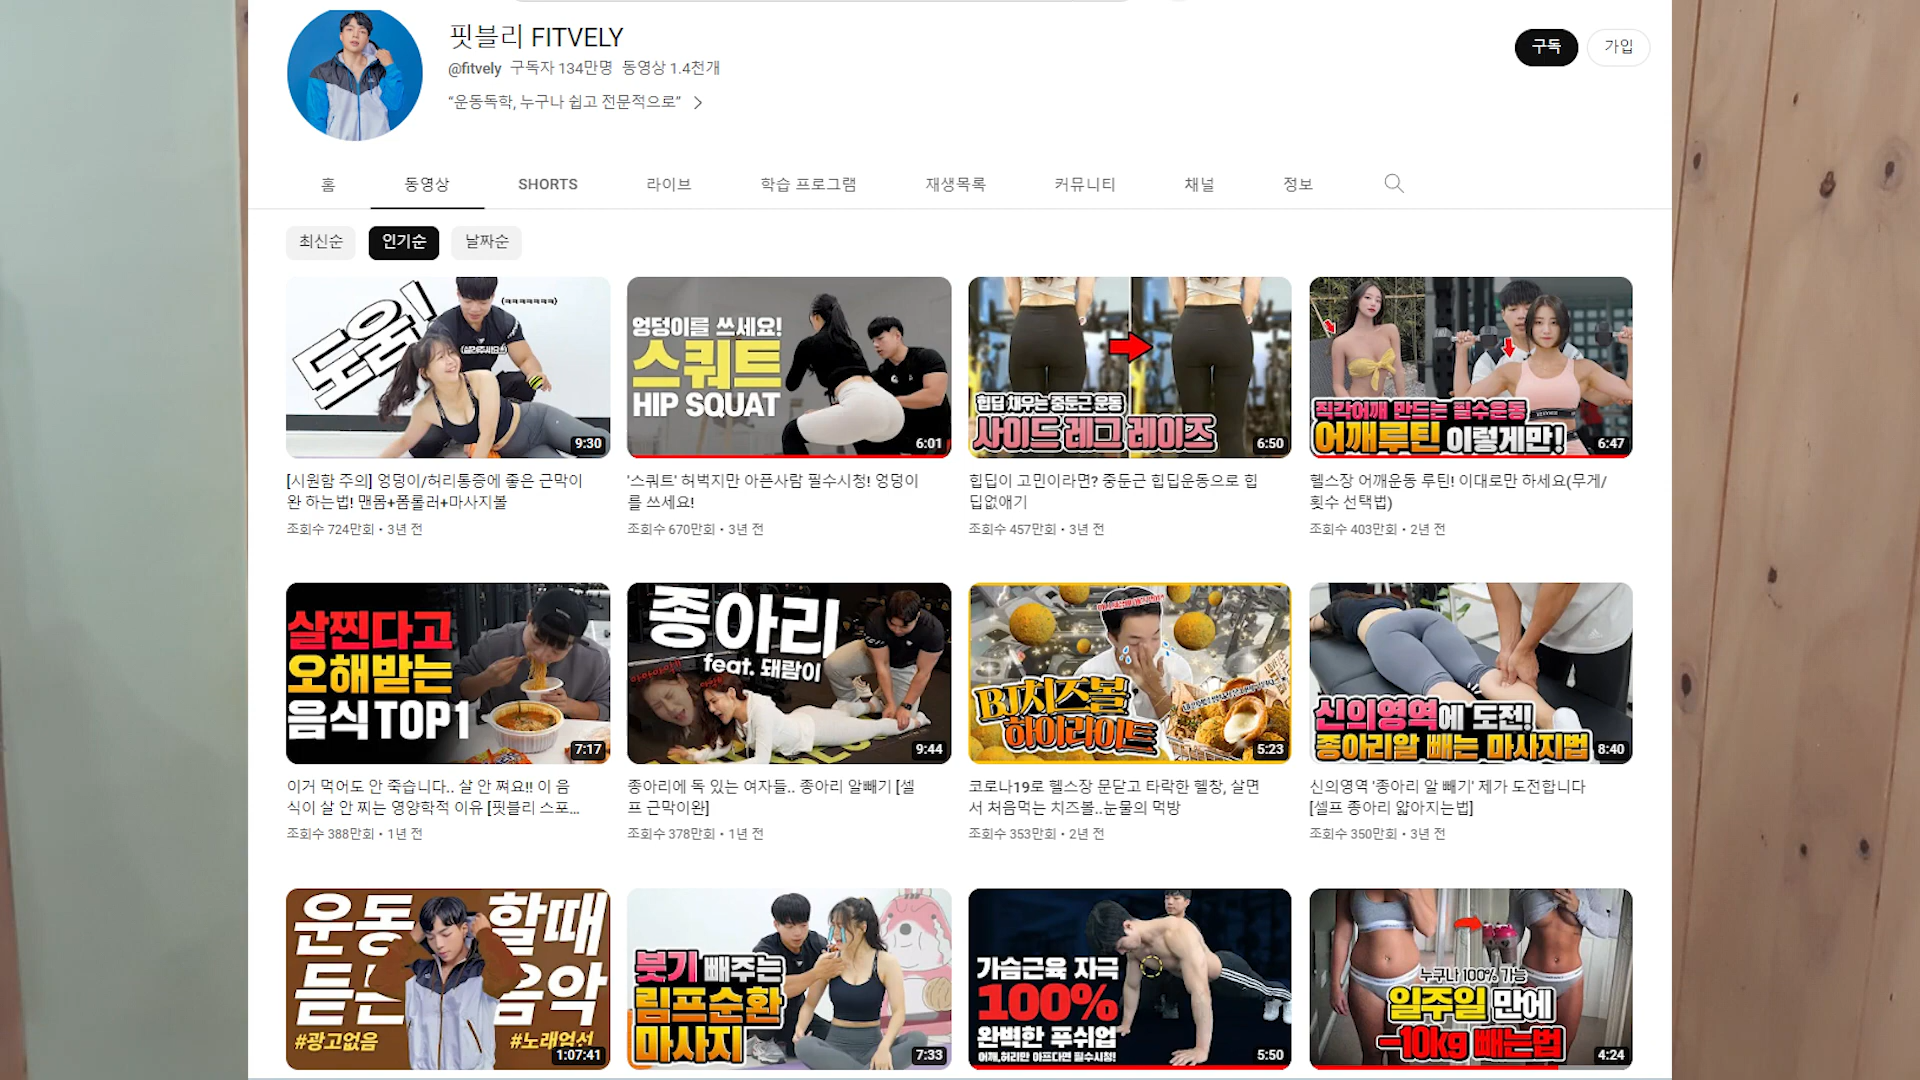 핏블리 FITVELY
구독
가입
@fitvely 구독자 134만명 동영상 1.4천개
“운동독학, 누구나 쉽고 전문적으로”
홈
동영상
SHORTS
라이브
학습 프로그램
재생목록
커뮤니티
채널
정보
최신순
인기순
날짜순
도움!
(ㅋㅋㅋㅋㅋㅋㅋ)
(살려주세요)
9:30
엉덩이를 쓰세요!
스쿼트
HIP SQUAT
6:01
힙딥 채우는 중둔근 운동
사이드 레그 레이즈
6:50
직각어깨 만드는 필수운동
어깨루틴 이렇게만!
6:47
[시원함 주의] 엉덩이/허리통증에 좋은 근막이
완 하는법! 맨몸+폼롤러+마사지볼
조회수 724만회 • 3년 전
'스쿼트' 허벅지만 아픈사람 필수시청! 엉덩이
를 쓰세요!
조회수 670만회 • 3년 전
힙딥이 고민이라면? 중둔근 힙딥운동으로 힙
딥없애기
조회수 457만회 • 3년 전
헬스장 어깨운동 루틴! 이대로만 하세요(무게/
횟수 선택법)
조회수 403만회 • 2년 전
살찐다고
오해받는
음식 TOP1
7:17
종아리
feat. 돼람이
9:44
BJ치즈볼
하이라이트
5:23
신의영역에 도전!
종아리알 빼는 마사지법
8:40
이거 먹어도 안 죽습니다.. 살 안 쪄요!! 이 음
식이 살 안 찌는 영양학적 이유 [핏블리 스포...
조회수 388만회 • 1년 전
종아리에 독 있는 여자들.. 종아리 알빼기 [셀
프 근막이완]
조회수 378만회 • 1년 전
코로나19로 헬스장 문닫고 타락한 헬창, 살면
서 처음먹는 치즈볼..눈물의 먹방
조회수 353만회 • 2년 전
신의영역 '종아리 알 빼기' 제가 도전합니다
[셀프 종아리 얇아지는법]
조회수 350만회 • 3년 전
운동 할때
듣는 음악
#광고없음
#노래엄선
1:07:41
붓기 빼주는
림프순환
마사지
7:33
가슴근육 자극
100%
완벽한 푸쉬업
어깨,허리만 아프다면 필수시청!
5:50
누구나 100% 가능
일주일 만에
-10kg 빼는법
4:24